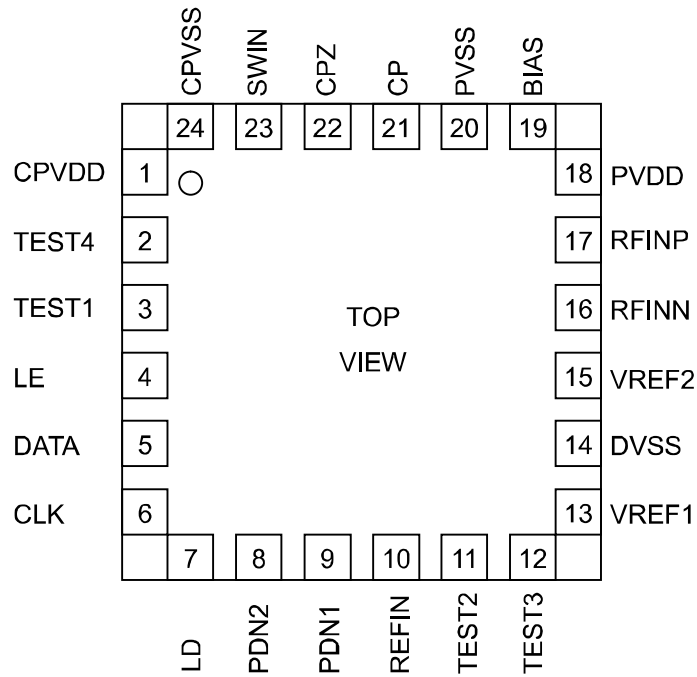 CPVSS
SWIN
CPZ
CP
PVSS
BIAS
24 23 22 21 20 19
CPVDD 1 18 PVDD
TEST4 2 17 RFINP
TEST1 3 16 RFINN
TOP
VIEW
LE 4 15 VREF2
DATA 5 14 DVSS
CLK 6 13 VREF1
7 8 9 10 11 12
LD
PDN2
PDN1
REFIN
TEST2
TEST3